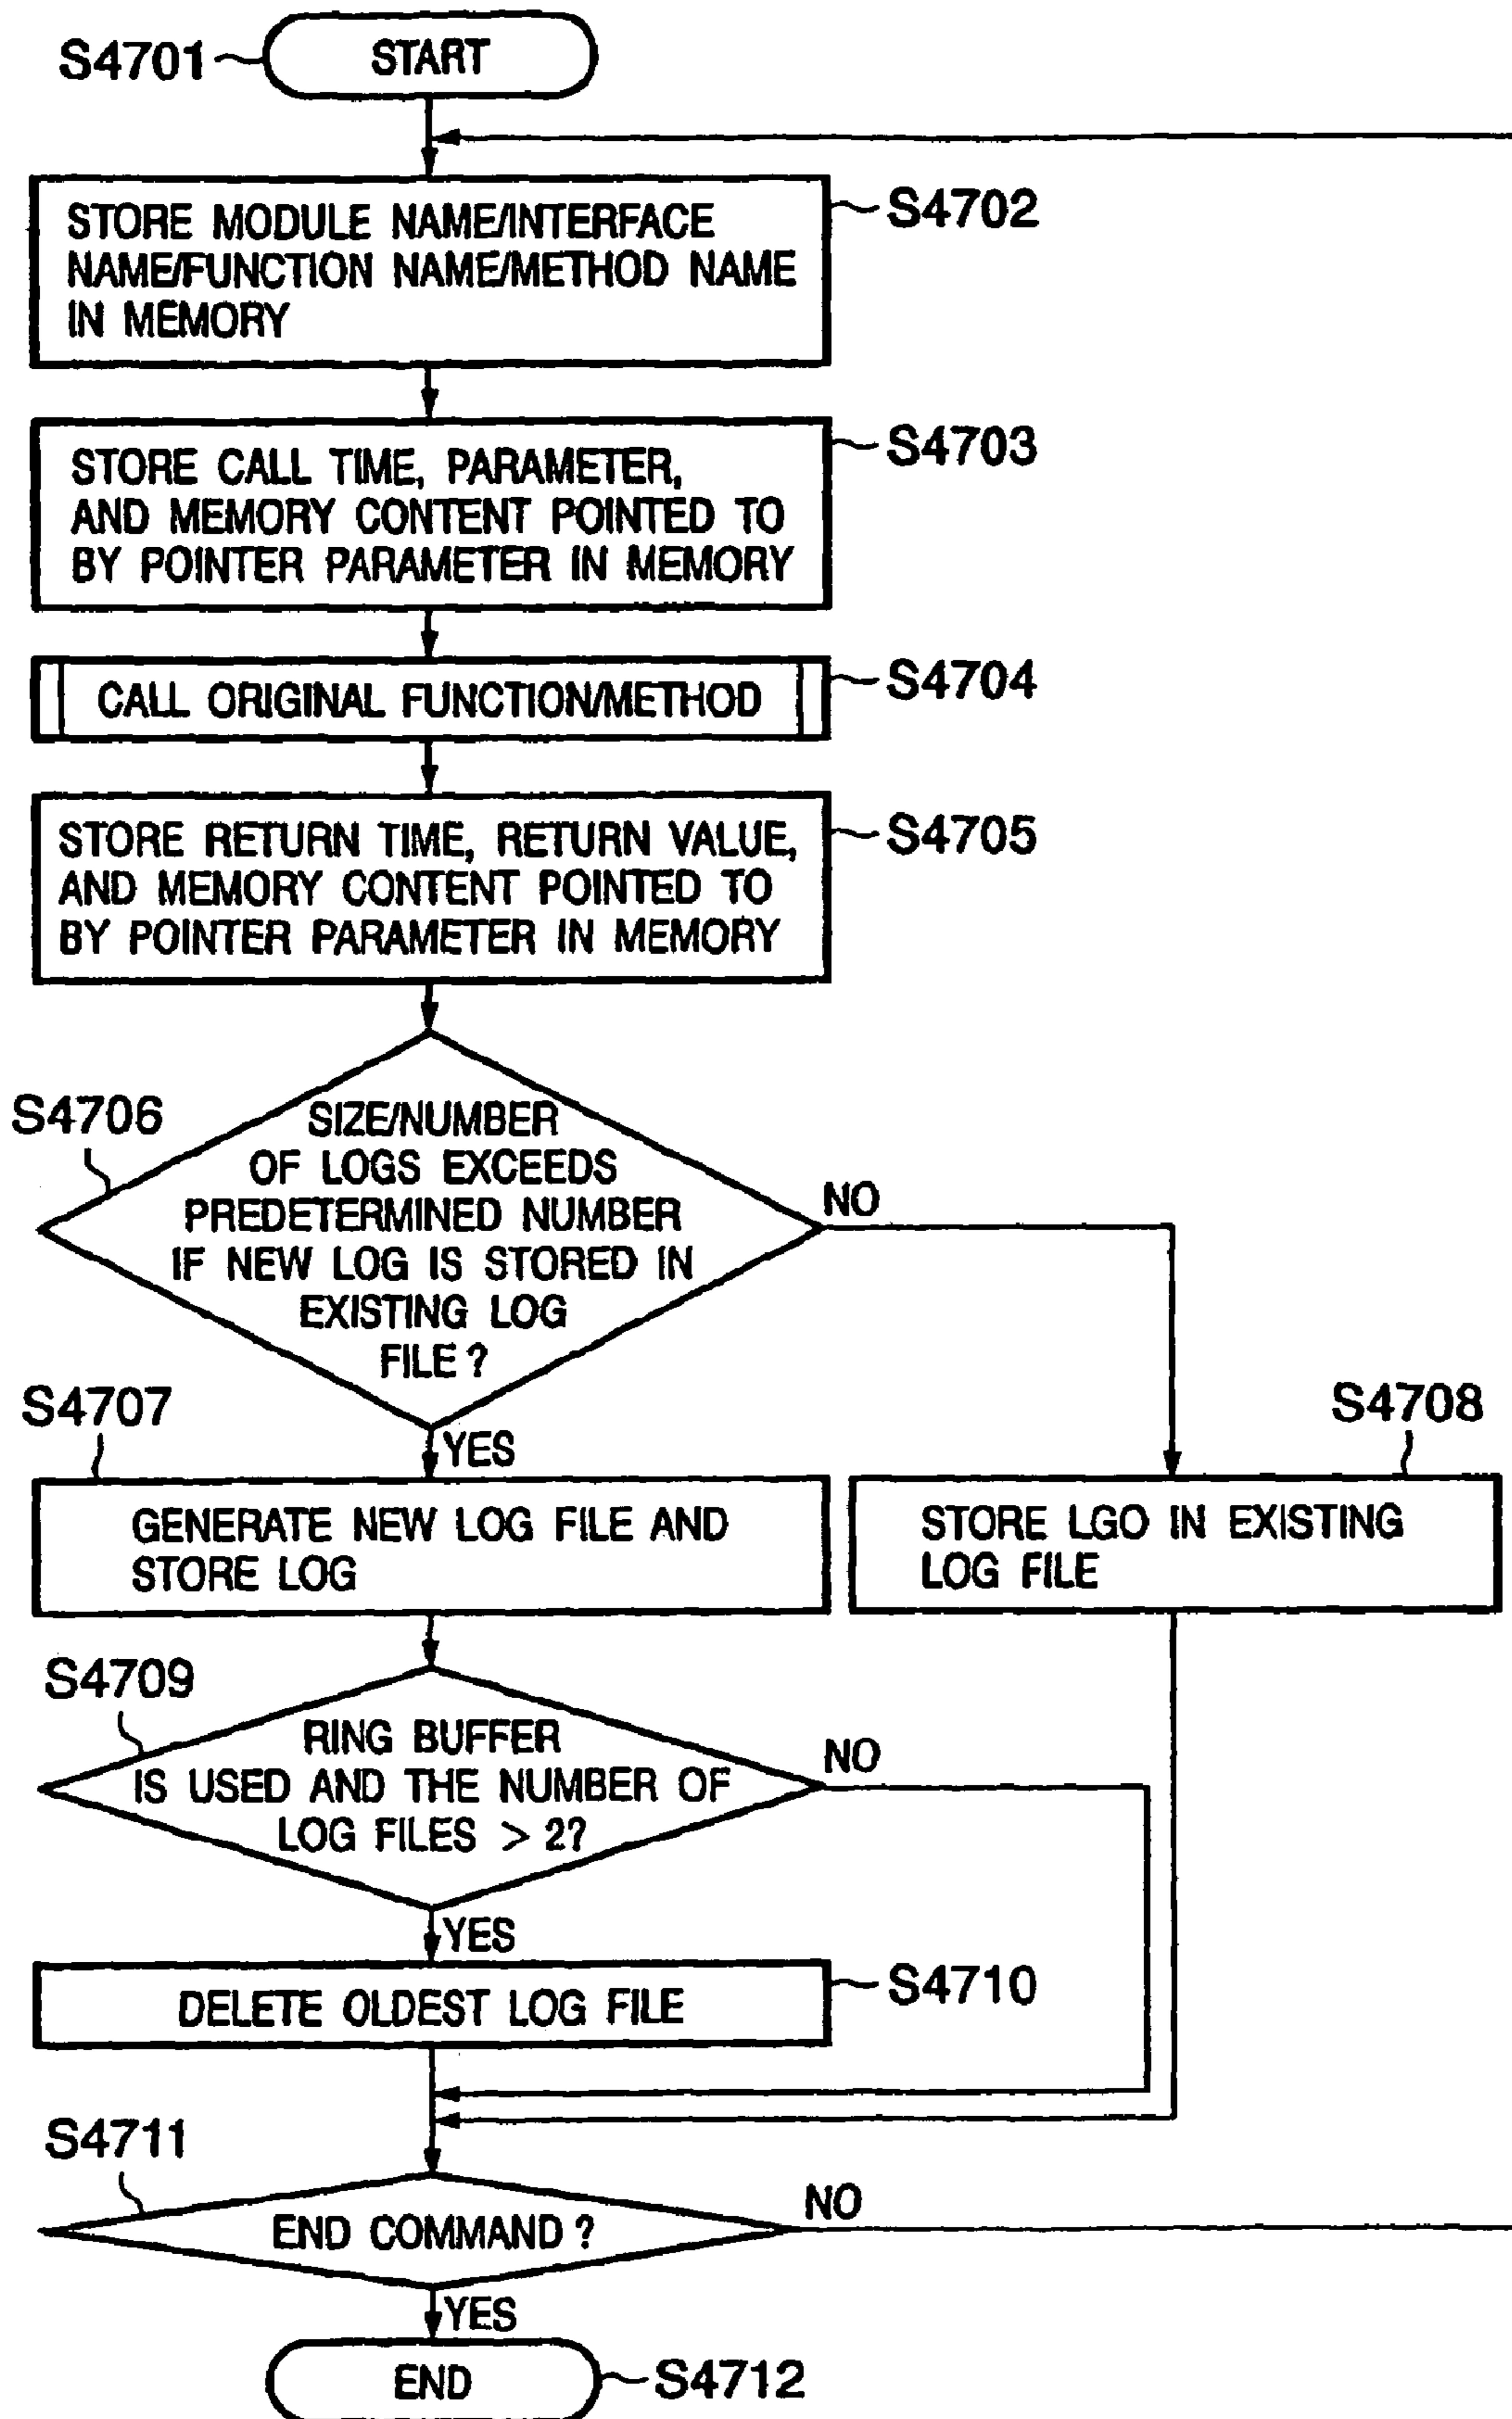 S4701
START
STORE MODULE NAME/INTERFACE
NAME/FUNCTION NAME/METHOD NAME
IN MEMORY
S4702
STORE CALL TIME, PARAMETER,
AND MEMORY CONTENT POINTED TO
BY POINTER PARAMETER IN MEMORY
S4703
CALL ORIGINAL FUNCTION/METHOD
S4704
STORE RETURN TIME, RETURN VALUE,
AND MEMORY CONTENT POINTED TO
BY POINTER PARAMETER IN MEMORY
S4705
S4706
SIZE/NUMBER
OF LOGS EXCEEDS
PREDETERMINED NUMBER
IF NEW LOG IS STORED IN
EXISTING LOG
FILE?
NO
YES
S4707
GENERATE NEW LOG FILE AND
STORE LOG
S4708
STORE LGO IN EXISTING
LOG FILE
S4709
RING BUFFER
IS USED AND THE NUMBER OF
LOG FILES > 2?
NO
YES
DELETE OLDEST LOG FILE
S4710
S4711
END COMMAND?
NO
YES
END
S4712